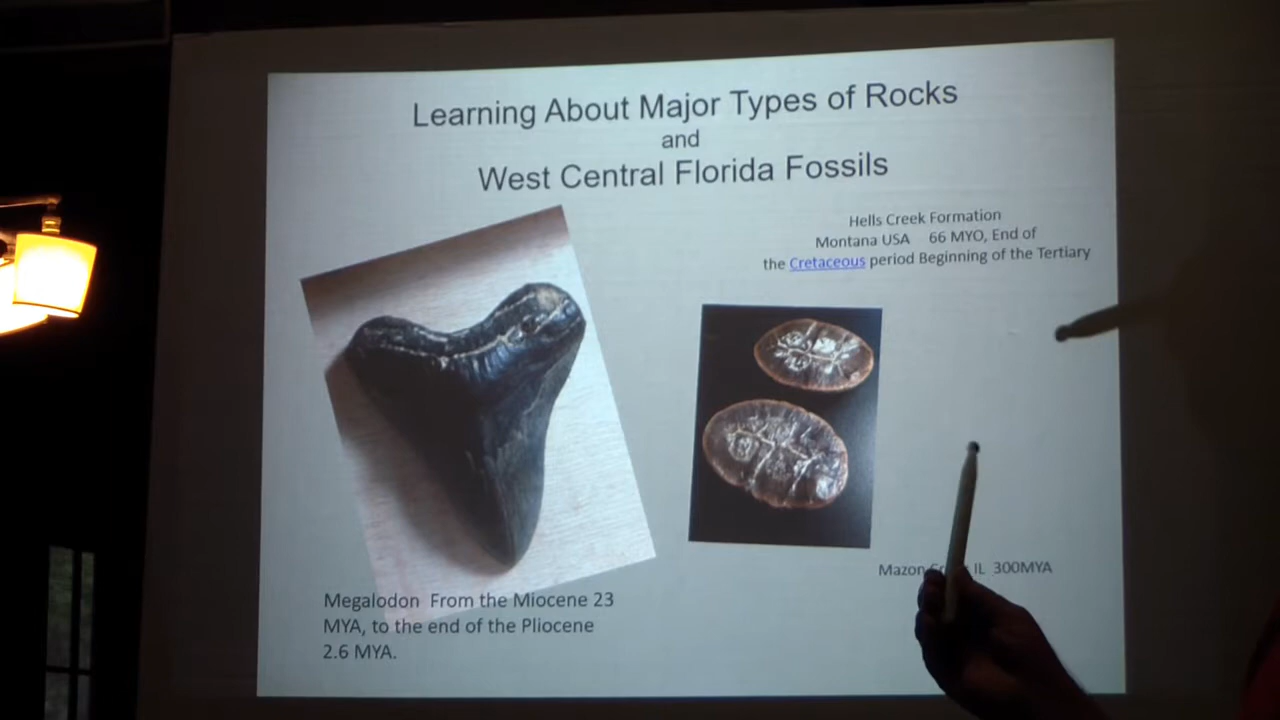 Learning About Major Types of Rocks
and
West Central Florida Fossils
Hells Creek Formation
Montana USA 66 MYO, End of
the Cretaceous period Beginning of the Tertiary
Mazon IL 300MYA
Megalodon From the Miocene 23
MYA, to the end of the Pliocene
2.6 MYA.